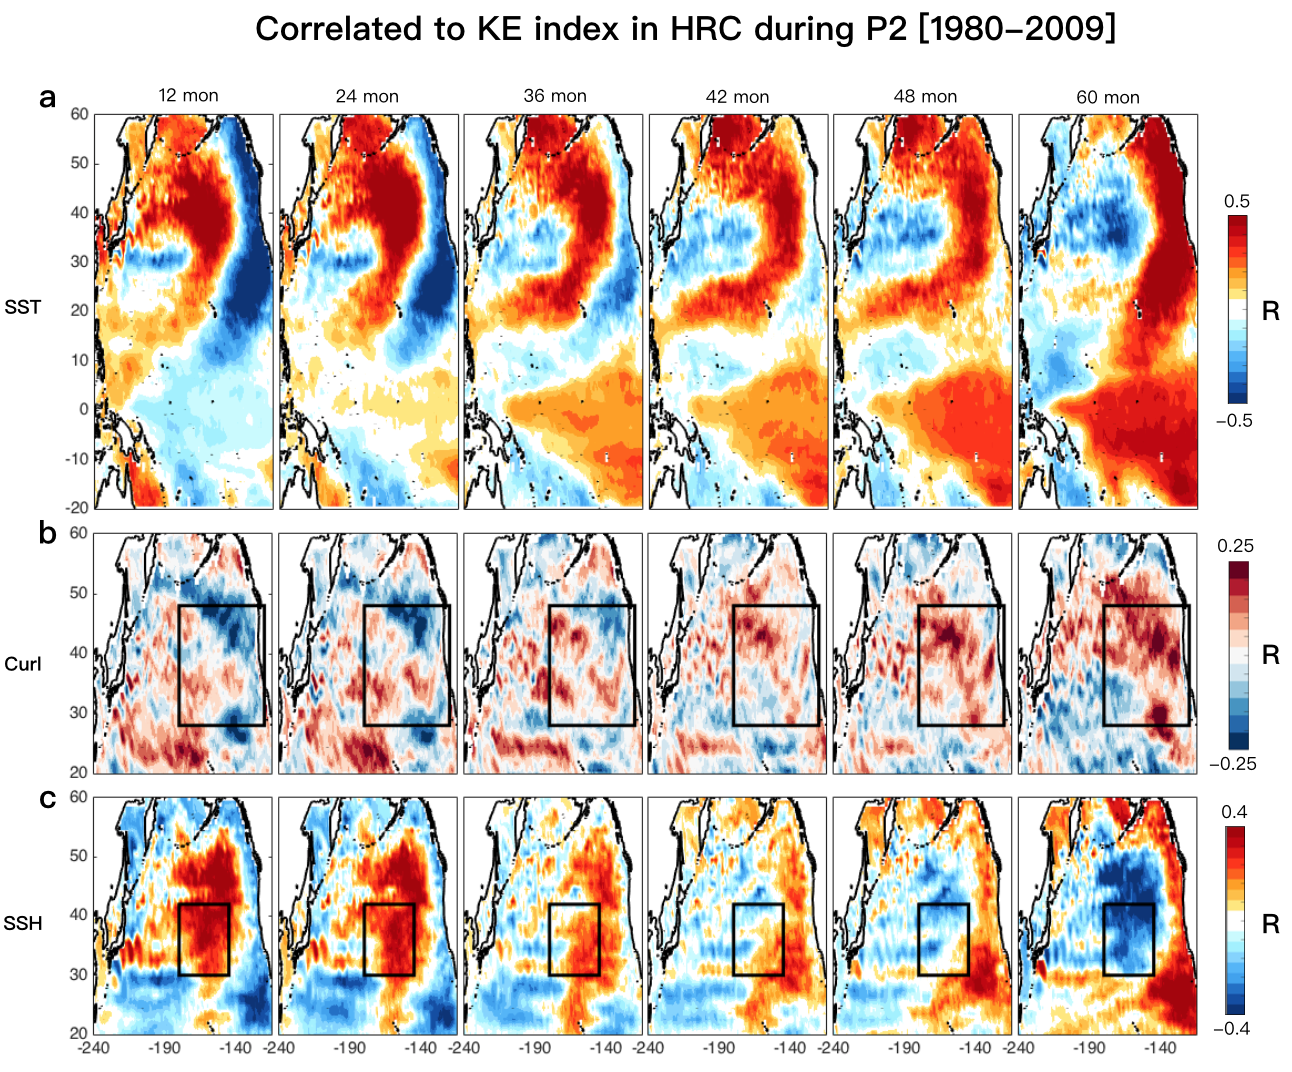 Correlated to KE index in HRC during P2 [1980–2009]
a
12 mon 24 mon 36 mon 42 mon 48 mon 60 mon
60
50
40
30
20
10
0
-10
-20
SST
0.5
R
−0.5
b
60
50
40
30
20
Curl
0.25
R
−0.25
c
60
50
40
30
20
SSH
0.4
R
−0.4
-240 -190 -140 -240 -190 -140 -240 -190 -140 -240 -190 -140 -240 -190 -140 -240 -190 -140